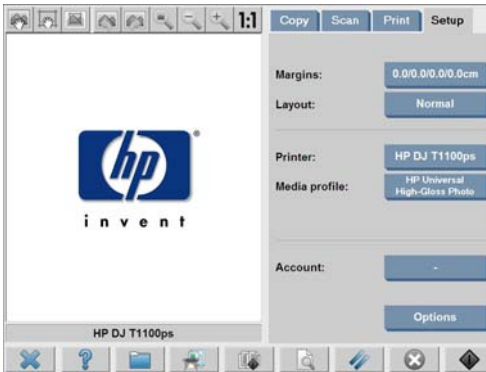 1:1
Copy Scan Print Setup
Margins: 0.0/0.0/0.0/0.0cm
Layout: Normal
hp
invent
Printer: HP DJ T1100ps
Media profile: HP Universal
High-Gloss Photo
Account: -
Options
HP DJ T1100ps
?